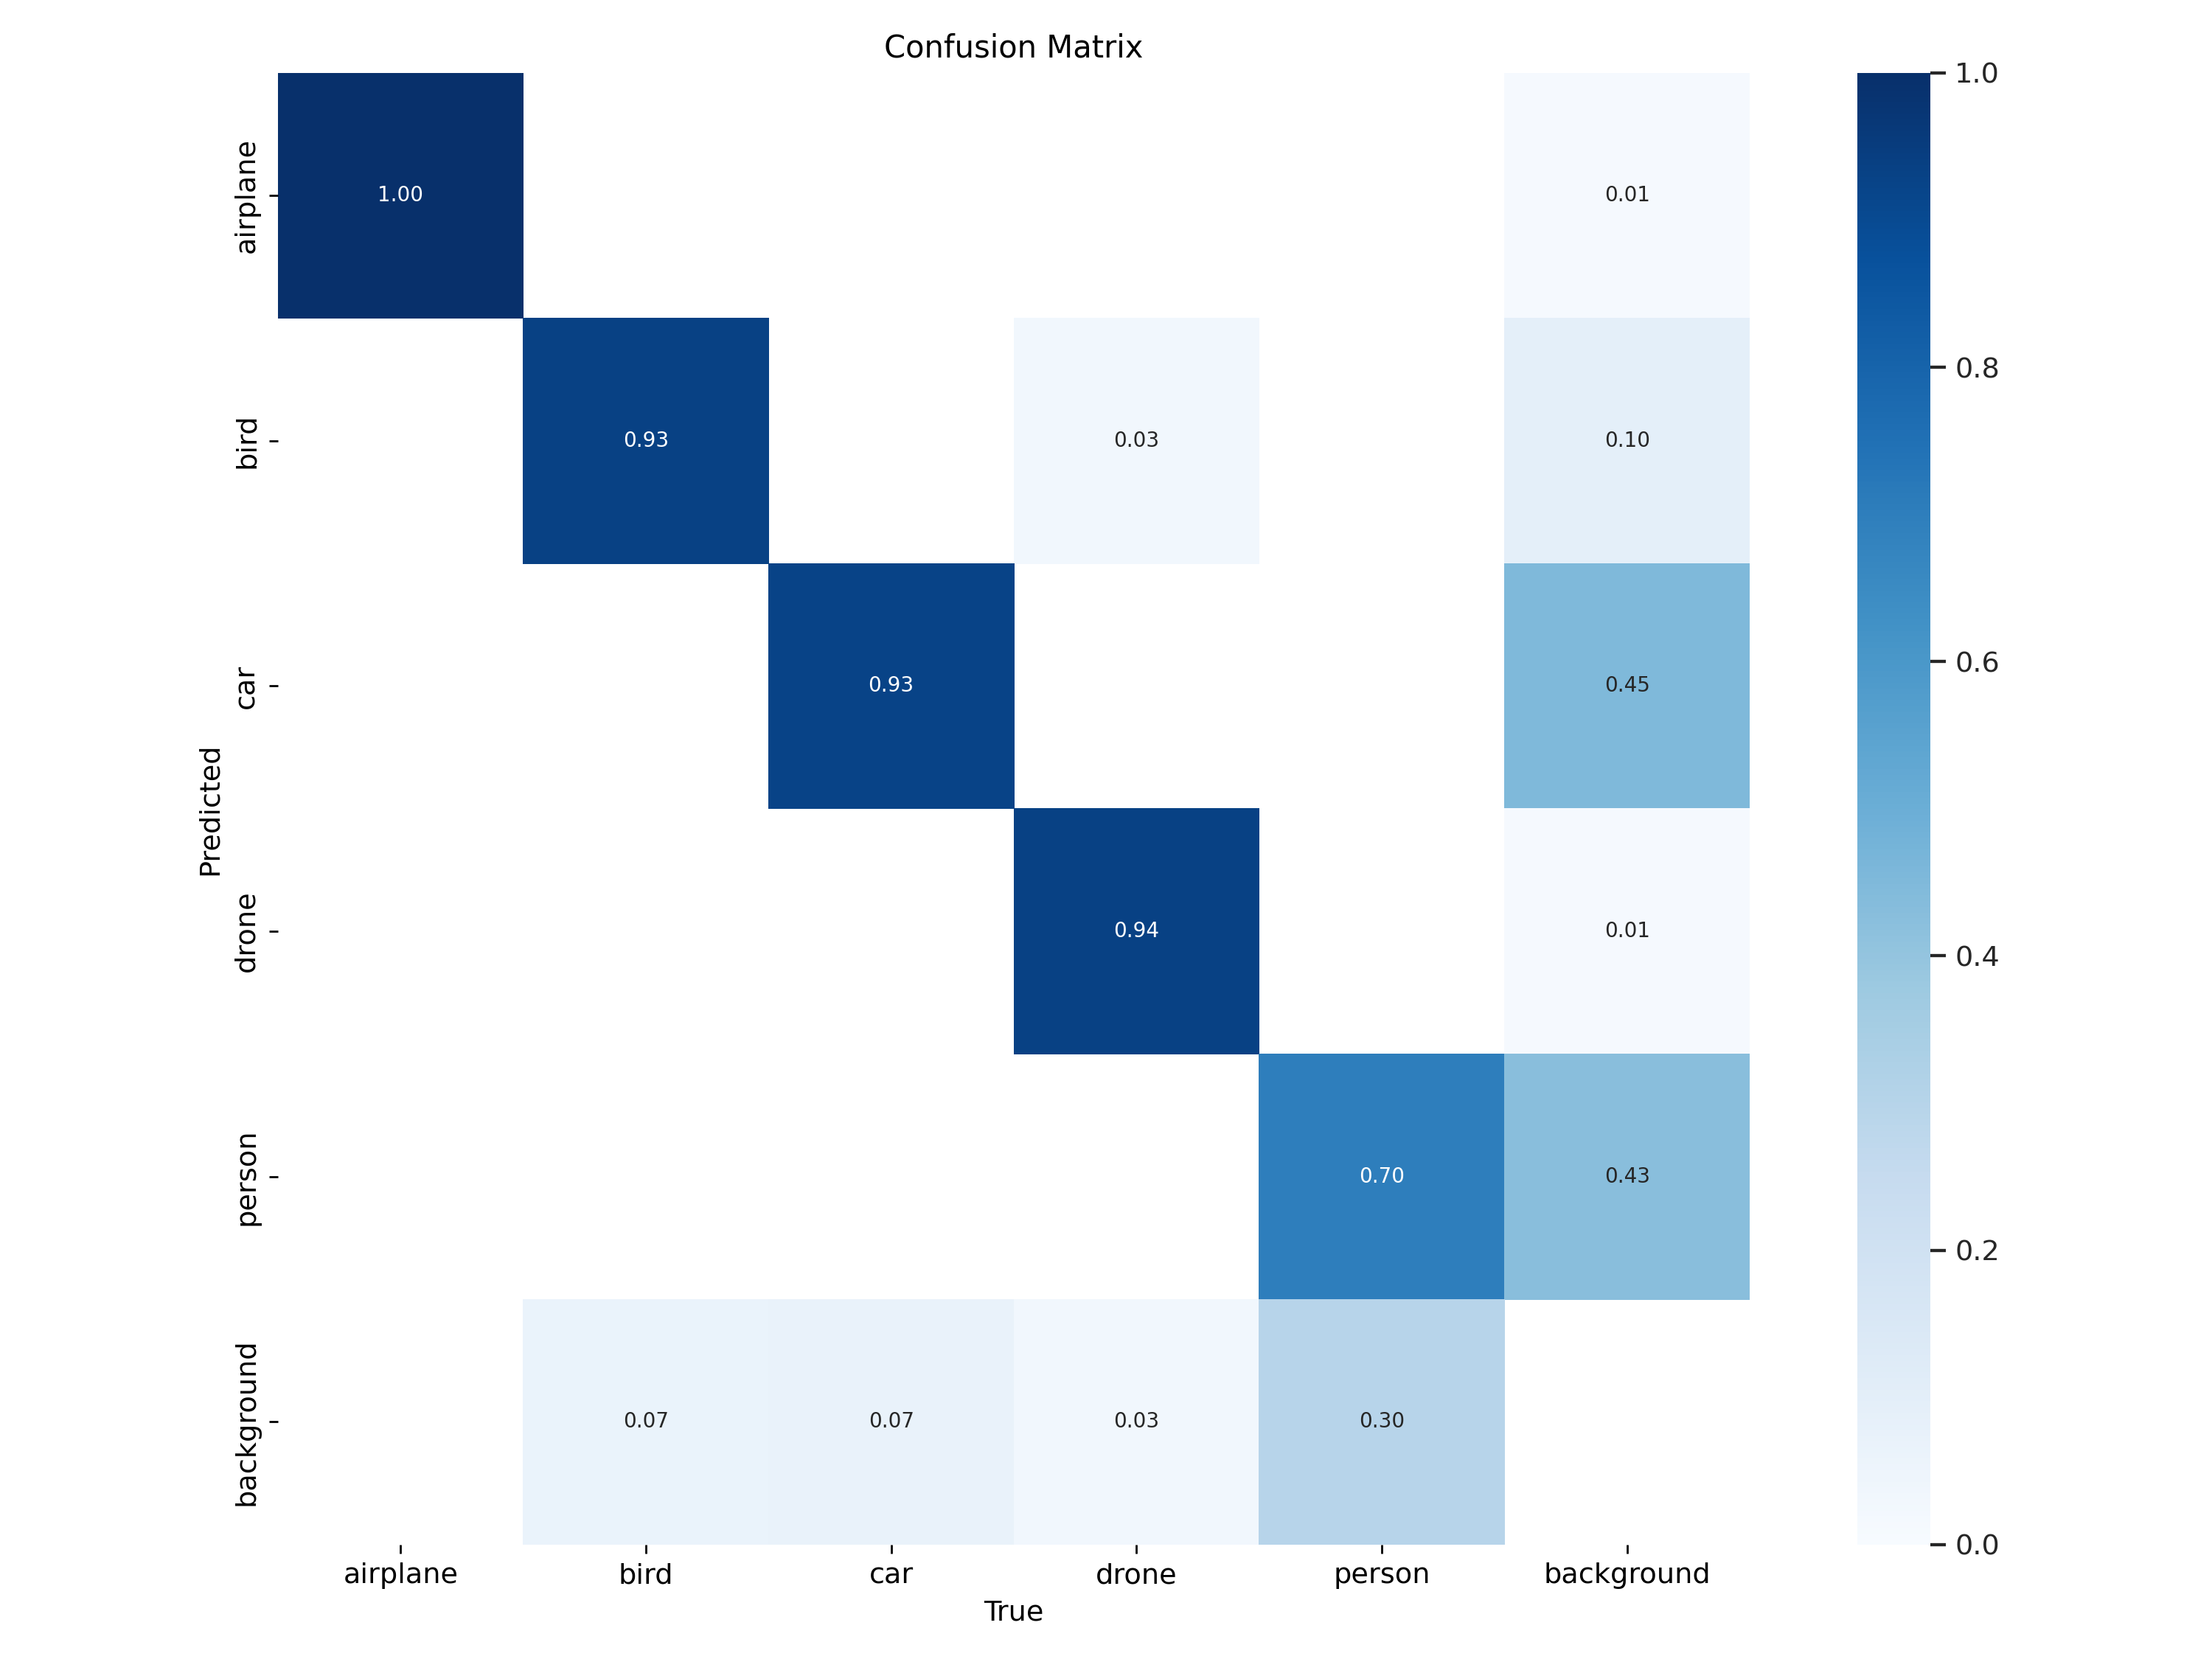 Confusion Matrix
airplane
1.00
0.01
1.0
bird
0.93
0.03
0.10
0.8
car
0.93
0.45
0.6
Predicted
drone
0.94
0.01
0.4
person
0.70
0.43
0.2
background
0.07
0.07
0.03
0.30
0.0
airplane
bird
car
drone
person
background
True